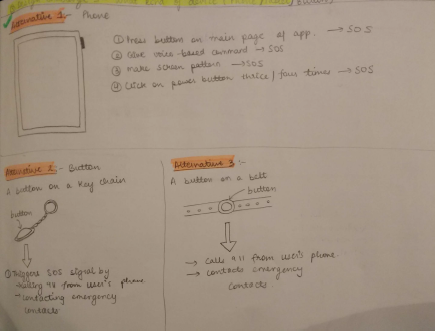 Alternative 1 :- Phone
① Press button on main page of app. → SOS
② Give voice-based command → SOS
③ Make screen pattern → SOS
④ Click on power button thrice / four times → SOS
Alternative 2 :- Button
A button on a key chain
button
① Triggers SOS signal by
→ calling 911 from user's phone
→ contacting emergency
contacts
Alternative 3 :-
A button on a belt
button
→ calls 911 from user's phone
→ contacts emergency
contacts